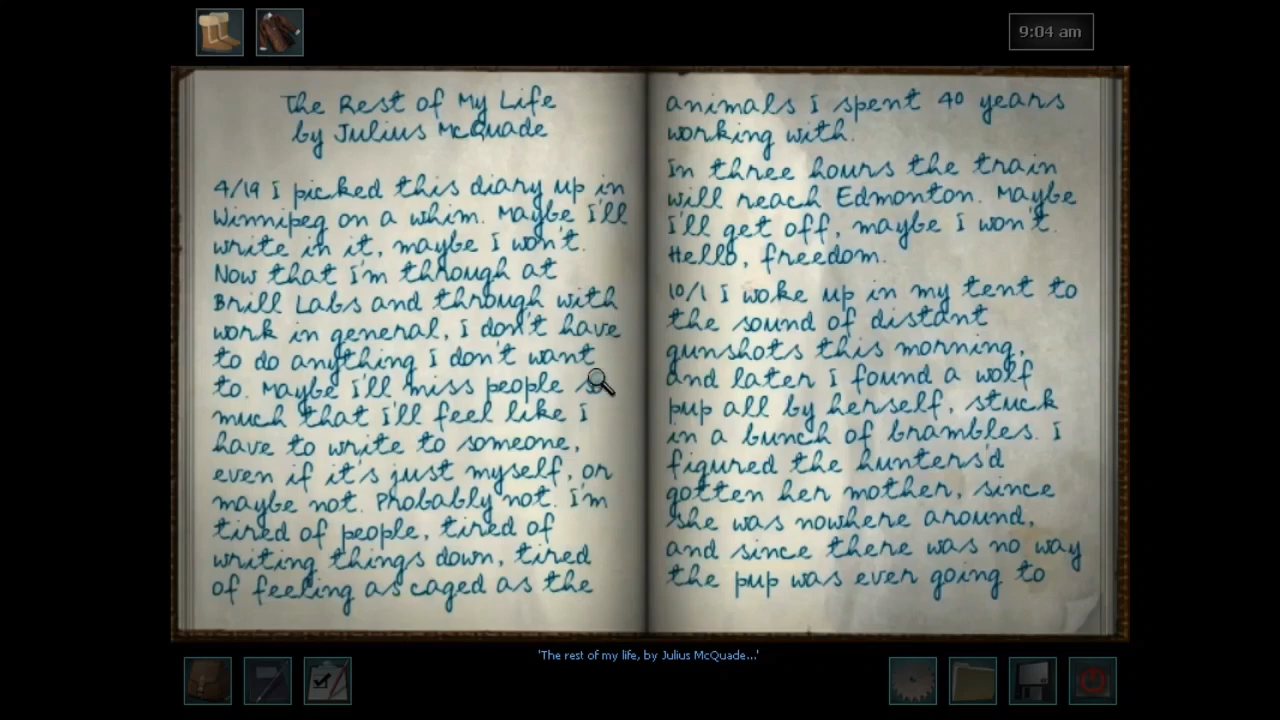 9:04 am
The Rest of My Life
by Julius McQuade
4/19 I picked this diary up in
Winnipeg on a whim. Maybe I'll
write in it, maybe I won't.
Now that I'm through at
Brill Labs and through with
work in general, I don't have
to do anything I don't want
to. Maybe I'll miss people so
much that I'll feel like I
have to write to someone,
even if it's just myself, or
maybe not. Probably not. I'm
tired of people, tired of
writing things down, tired
of feeling as caged as the
animals I spent 40 years
working with.
In three hours the train
will reach Edmonton. Maybe
I'll get off, maybe I won't.
Hello, freedom.
10/1 I woke up in my tent to
the sound of distant
gunshots this morning,
and later I found a wolf
pup all by herself, stuck
in a bunch of brambles. I
figured the hunters'd
gotten her mother, since
she was nowhere around,
and since there was no way
the pup was ever going to
'The rest of my life, by Julius McQuade...'